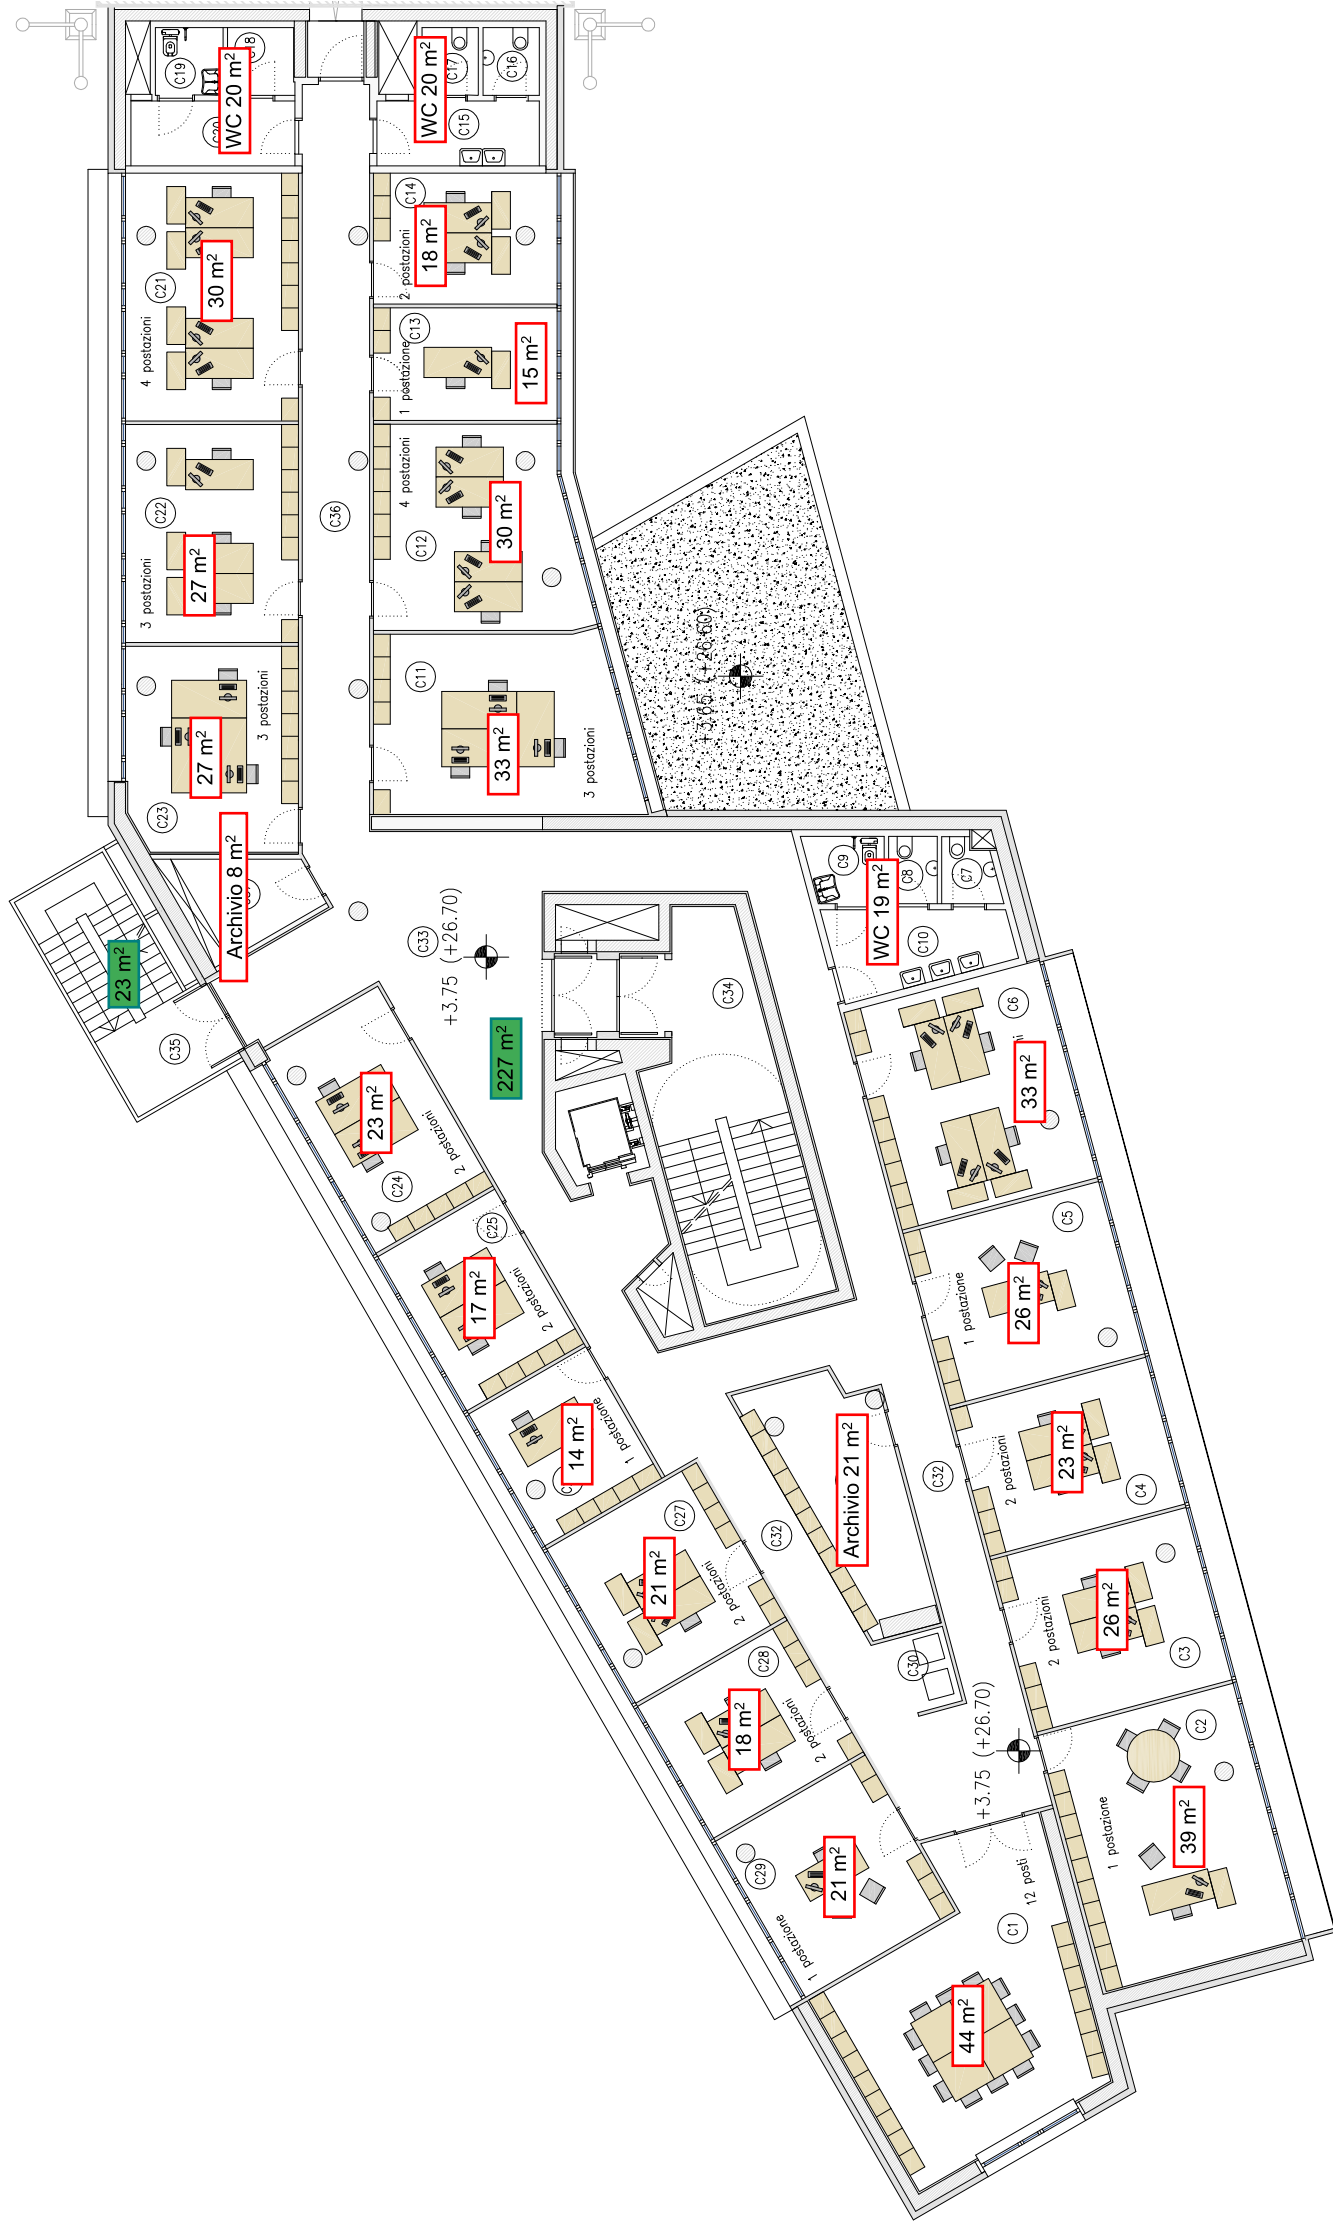 C19
C18
WC 20 m²
C17
C16
WC 20 m²
C15
C14
18 m²
2 postazioni
C21
30 m²
4 postazioni
C13
1 postazione
15 m²
C22
27 m²
3 postazioni
C36
4 postazioni
C12
30 m²
C23
27 m²
3 postazioni
C11
33 m²
3 postazioni
+3.65 (+26.60)
Archivio 8 m²
23 m²
C35
C33
+3.75 (+26.70)
227 m²
C34
C9
C8
C7
WC 19 m²
C10
C6
33 m²
C24
23 m²
2 postazioni
C25
17 m²
2 postazioni
C5
26 m²
1 postazione
14 m²
1 postazione
Archivio 21 m²
C32
C4
23 m²
2 postazioni
C27
21 m²
2 postazioni
C32
C3
26 m²
2 postazioni
C28
18 m²
2 postazioni
C30
+3.75 (+26.70)
C2
39 m²
1 postazione
C29
21 m²
1 postazione
C1
12 posti
44 m²